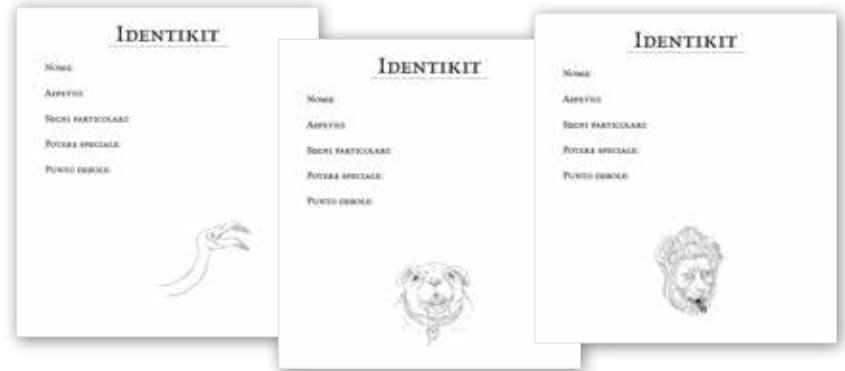 Identikit
Nome
Aspetto
Segni particolari
Potere speciale
Punto debole
Identikit
Nome
Aspetto
Segni particolari
Potere speciale
Punto debole
Identikit
Nome
Aspetto
Segni particolari
Potere speciale
Punto debole